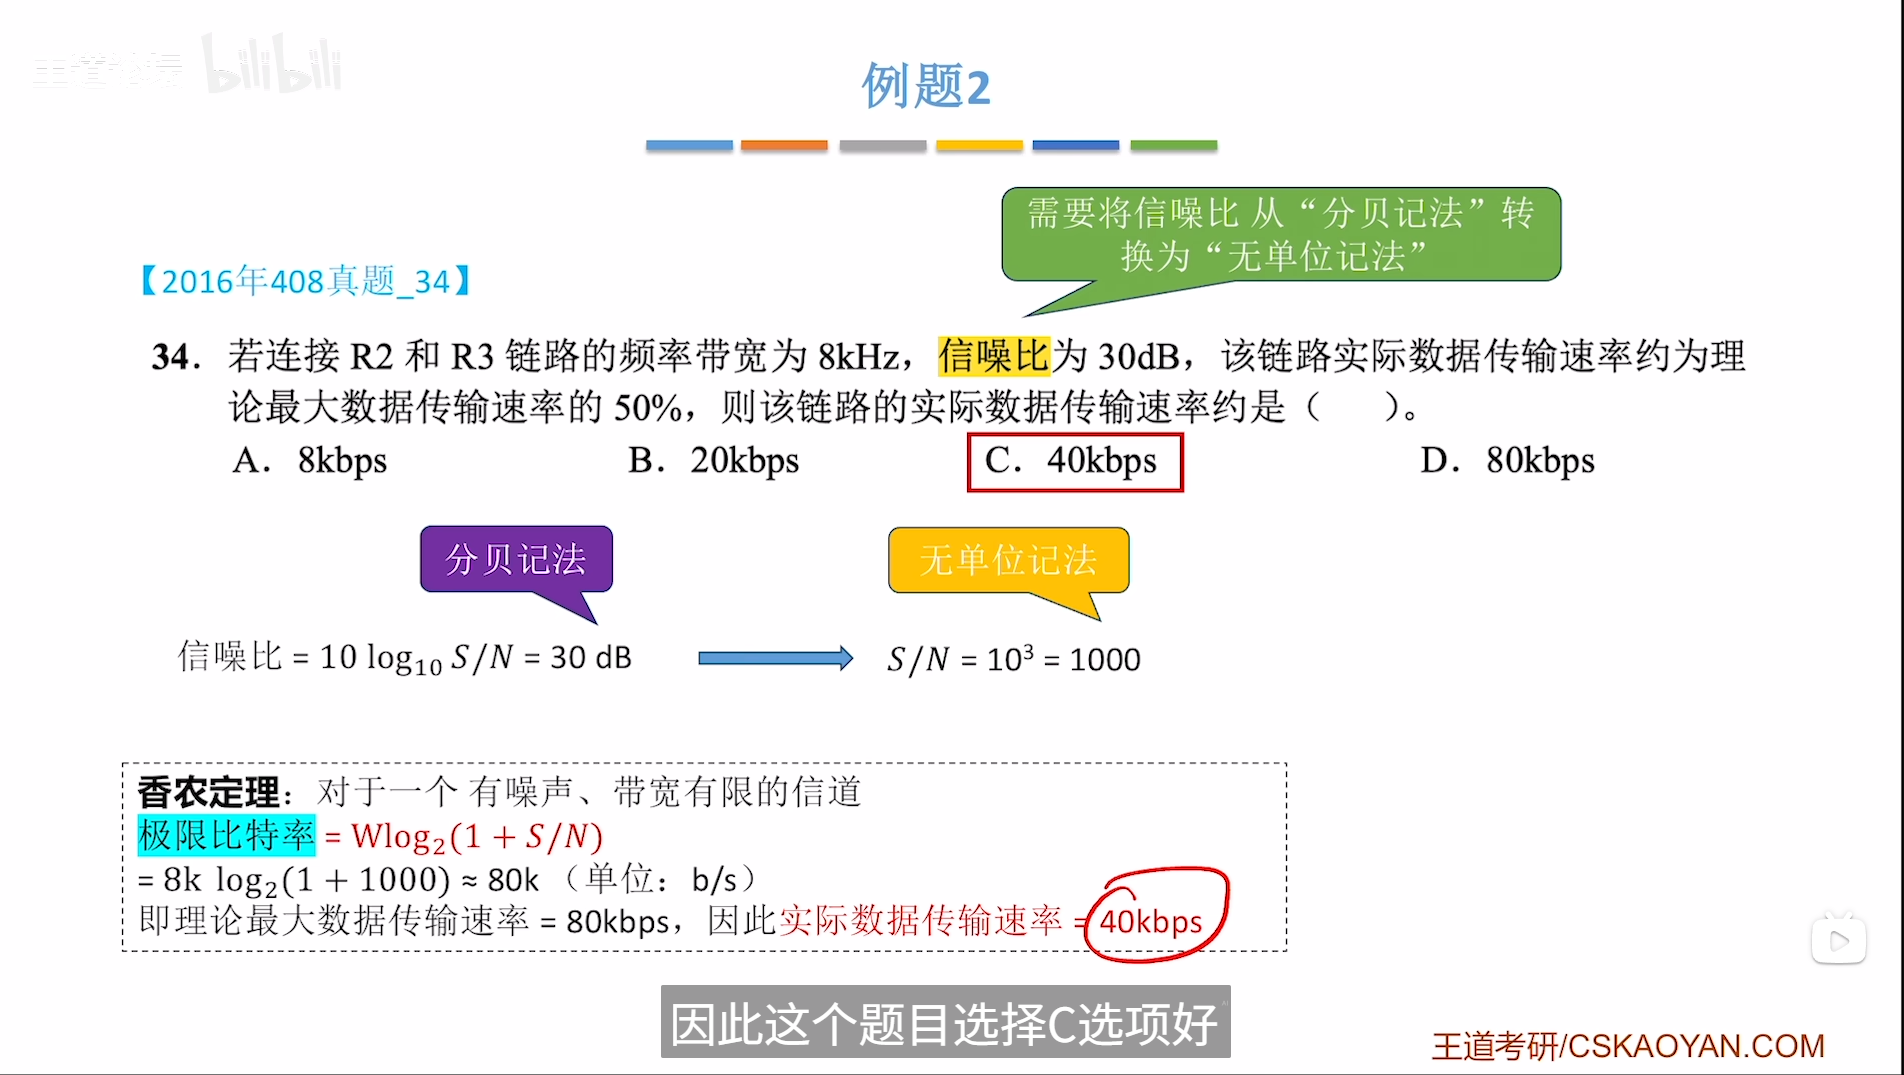 王道论坛 bilibili
例题2
需要将信噪比 从“分贝记法”转
换为“无单位记法”
【2016年408真题_34】
34. 若连接 R2 和 R3 链路的频率带宽为 8kHz，信噪比为 30dB，该链路实际数据传输速率约为理
论最大数据传输速率的 50%，则该链路的实际数据传输速率约是（ ）。
A. 8kbps B. 20kbps C. 40kbps D. 80kbps
分贝记法 无单位记法
信噪比 = 10 log₁₀ S/N = 30 dB S/N = 10³ = 1000
香农定理：对于一个 有噪声、带宽有限的信道
极限比特率 = Wlog₂(1 + S/N)
= 8k log₂(1 + 1000) ≈ 80k （单位：b/s）
即理论最大数据传输速率 = 80kbps，因此实际数据传输速率 = 40kbps
因此这个题目选择C选项好
王道考研/CSKAOYAN.COM